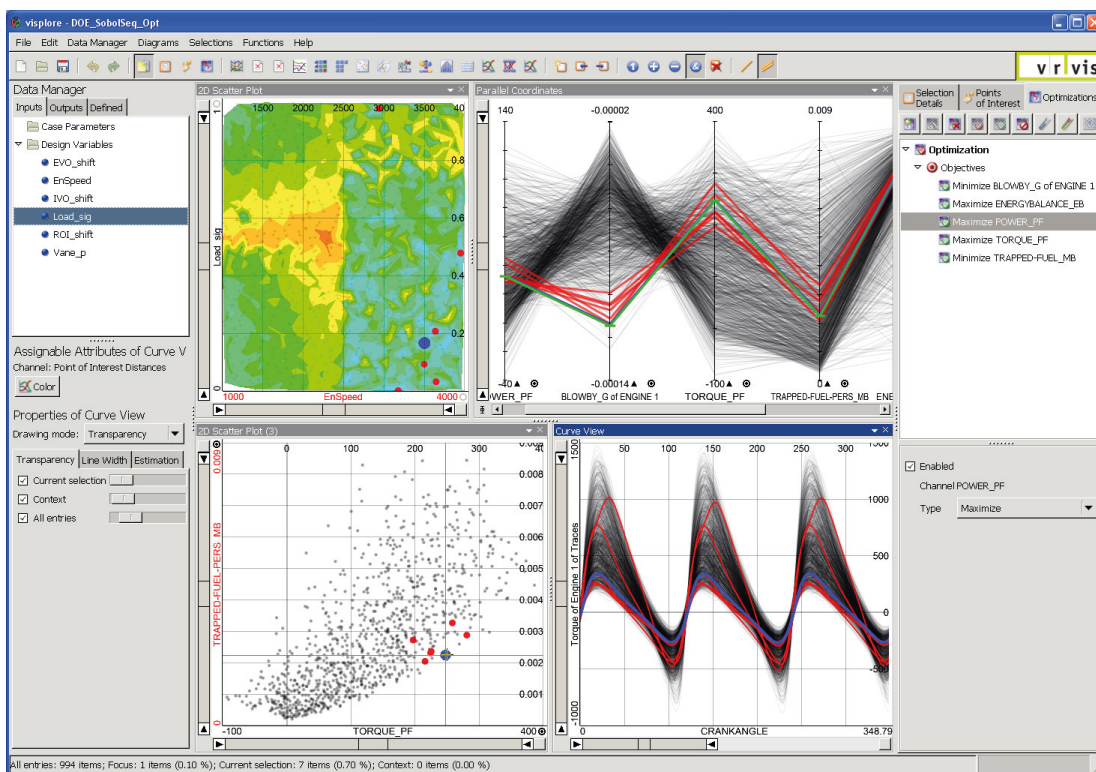 visplore - DOE_SobolSeq_Opt
File Edit Data Manager Diagrams Selections Functions Help
vrvis
Data Manager
Inputs Outputs Defined
Case Parameters
Design Variables
EVO_shift
EnSpeed
IVO_shift
Load_sig
ROI_shift
Vane_p
Assignable Attributes of Curve V
Channel: Point of Interest Distances
Color
Properties of Curve View
Drawing mode: Transparency
Transparency Line Width Estimation
Current selection
Context
All entries
2D Scatter Plot
1500 2000 2500 3000 3500 40
1
0.8
0.6
0.4
0.2
0
Load_sig
1000 EnSpeed 4000
Parallel Coordinates
140 -0.00002 400 0.009
-40 -0.00014 -100 0
OWER_PF BLOWBY_G of ENGINE 1 TORQUE_PF TRAPPED-FUEL-PERS_MB ENE
2D Scatter Plot (3)
0 100 200 300
0.009
0.008
0.007
0.006
0.005
0.004
0.003
0.002
0.001
0
TRAPPED-FUEL-PERS_MB
-100 TORQUE_PF 400
Curve View
0 50 100 150 200 250 300
1500
1000
500
0
-500
-1000
Torque of Engine 1 of Traces
0 CRANKANGLE 348.79
Selection Details
Points of Interest
Optimizations
Optimization
Objectives
Minimize BLOWBY_G of ENGINE 1
Maximize ENERGYBALANCE_EB
Maximize POWER_PF
Maximize TORQUE_PF
Minimize TRAPPED-FUEL_MB
Enabled
Channel POWER_PF
Type Maximize
All entries: 994 items; Focus: 1 items (0.10 %); Current selection: 7 items (0.70 %); Context: 0 items (0.00 %)